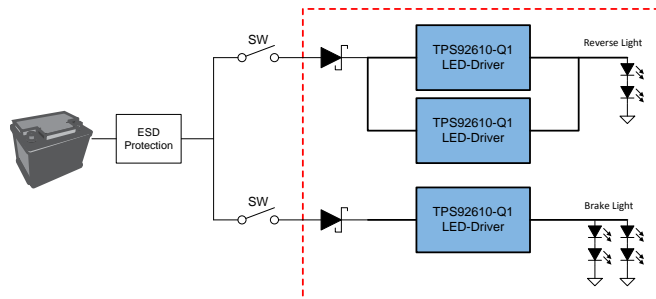 SW
TPS92610-Q1
LED-Driver
Reverse Light
TPS92610-Q1
LED-Driver
ESD
Protection
SW
TPS92610-Q1
LED-Driver
Brake Light